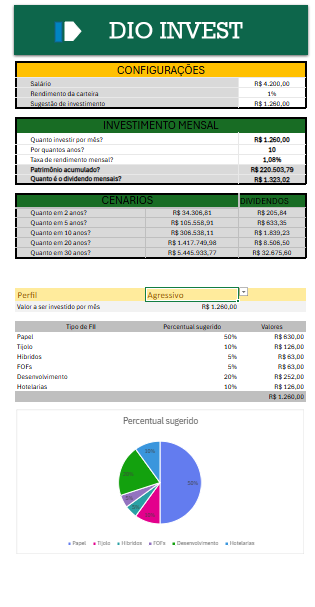 DIO INVEST
CONFIGURAÇÕES
Salário R$ 4.200,00
Rendimento da carteira 1%
Sugestão de investimento R$ 1.260,00
INVESTIMENTO MENSAL
Quanto investir por mês? R$ 1.260,00
Por quantos anos? 10
Taxa de rendimento mensal? 1,08%
Patrimônio acumulado? R$ 220.503,79
Quanto é o dividendo mensais? R$ 1.323,02
CENÁRIOS DIVIDENDOS
Quanto em 2 anos? R$ 34.306,81 R$ 205,84
Quanto em 5 anos? R$ 105.558,91 R$ 633,35
Quanto em 10 anos? R$ 306.538,11 R$ 1.839,23
Quanto em 20 anos? R$ 1.417.749,98 R$ 8.506,50
Quanto em 30 anos? R$ 5.445.933,77 R$ 32.675,60
Perfil Agressivo
Valor a ser investido por mês R$ 1.260,00
Tipo de FII Percentual sugerido Valores
Papel 50% R$ 630,00
Tijolo 10% R$ 126,00
Híbridos 5% R$ 63,00
FOFs 5% R$ 63,00
Desenvolvimento 20% R$ 252,00
Hotelarias 10% R$ 126,00
R$ 1.260,00
Percentual sugerido
10%
20%
50%
5%
5%
10%
Papel Tijolo Híbridos FOFs Desenvolvimento Hotelarias